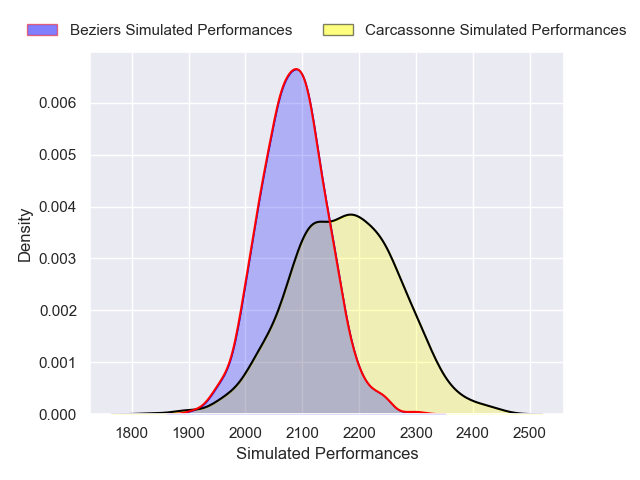 Beziers Simulated Performances Carcassonne Simulated Performances
0.006
0.005
0.004
0.003
0.002
0.001
0.000
Density
1800 1900 2000 2100 2200 2300 2400 2500
Simulated Performances